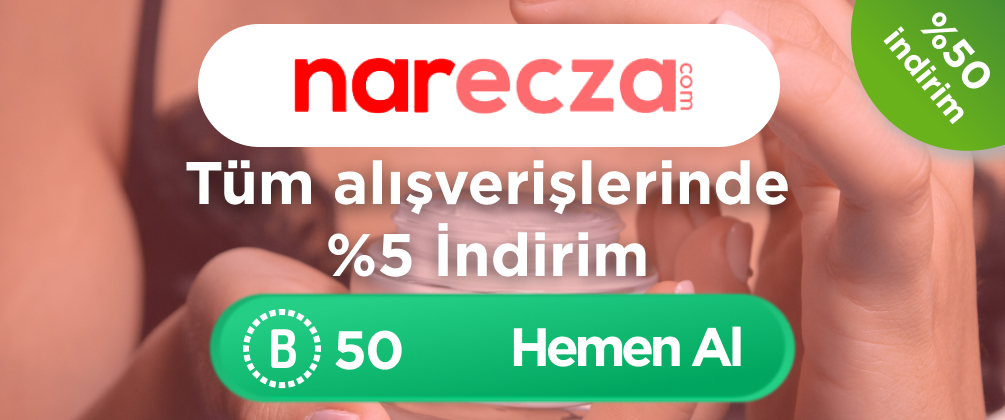 narecza.com
%50
indirim
Tüm alışverişlerinde
%5 İndirim
B 50 Hemen Al